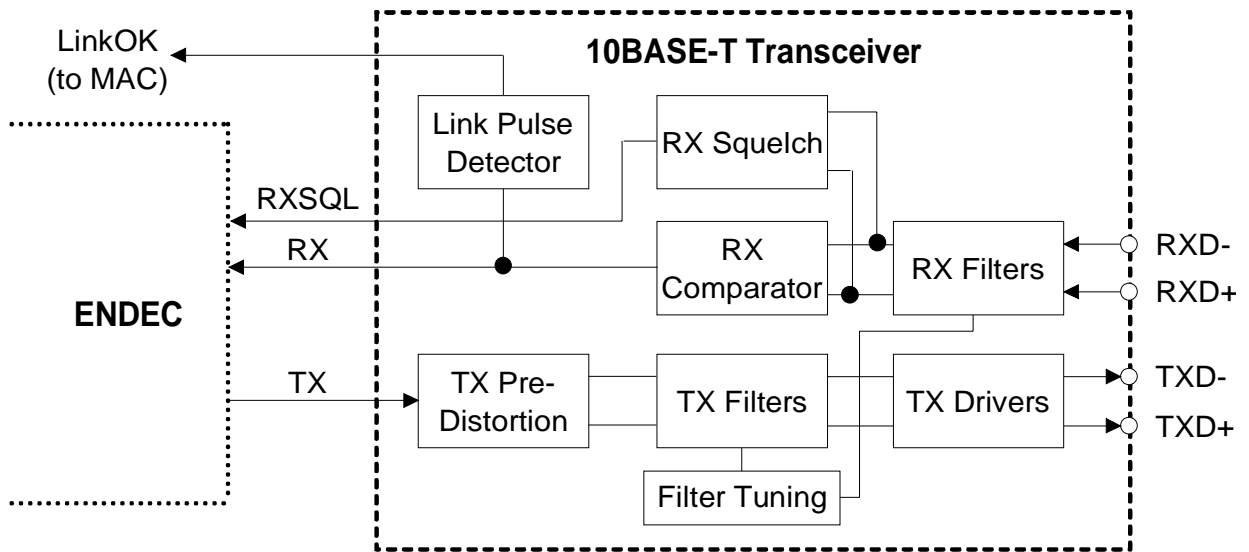 LinkOK
(to MAC)
10BASE-T Transceiver
Link Pulse
Detector
RX Squelch
RXSQL
RX
RX
Comparator
RX Filters
RXD-
RXD+
ENDEC
TX
TX Pre-
Distortion
TX Filters
TX Drivers
TXD-
TXD+
Filter Tuning